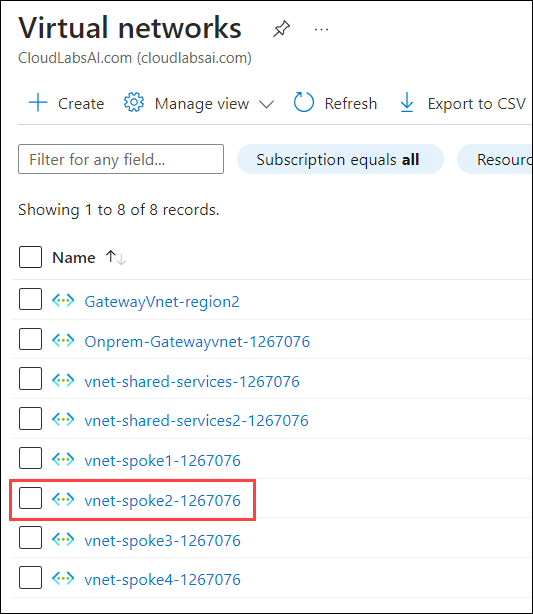 Virtual networks ...
CloudLabsAI.com (cloudlabsai.com)
Create Manage view Refresh Export to CSV
Filter for any field... Subscription equals all Resourc
Showing 1 to 8 of 8 records.
Name ↑↓
GatewayVnet-region2
Onprem-Gatewayvnet-1267076
vnet-shared-services-1267076
vnet-shared-services2-1267076
vnet-spoke1-1267076
vnet-spoke2-1267076
vnet-spoke3-1267076
vnet-spoke4-1267076